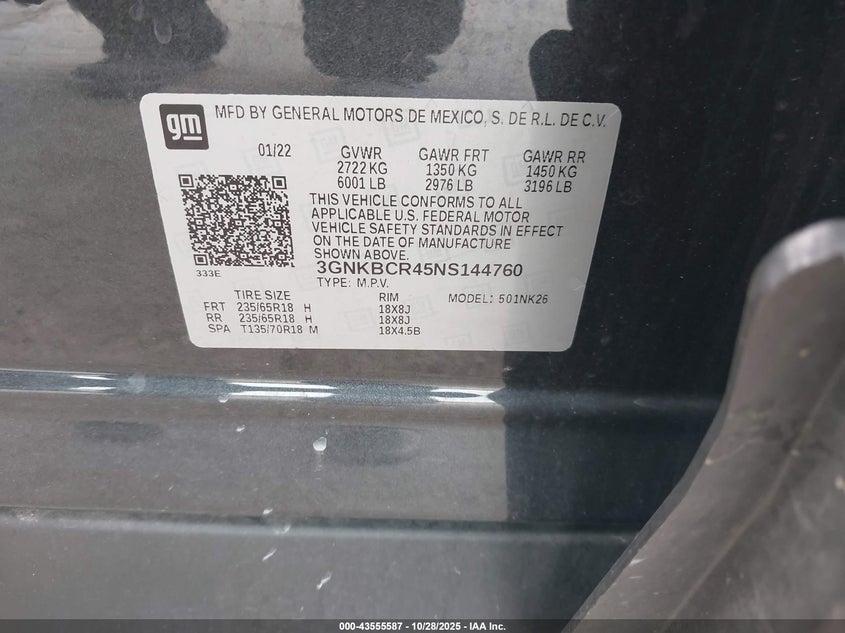 gm
MFD BY GENERAL MOTORS DE MEXICO, S. DE R.L. DE C.V.
01/22 GVWR GAWR FRT GAWR RR
2722 KG 1350 KG 1450 KG
6001 LB 2976 LB 3196 LB
THIS VEHICLE CONFORMS TO ALL
APPLICABLE U.S. FEDERAL MOTOR
VEHICLE SAFETY STANDARDS IN EFFECT
ON THE DATE OF MANUFACTURE
SHOWN ABOVE.
333E 3GNKBCR45NS144760
TYPE: M.P.V.
TIRE SIZE RIM MODEL: 501NK26
FRT 235/65R18 H 18X8J
RR 235/65R18 H 18X8J
SPA T135/70R18 M 18X4.5B
000-43555587 - 10/28/2025 - IAA Inc.